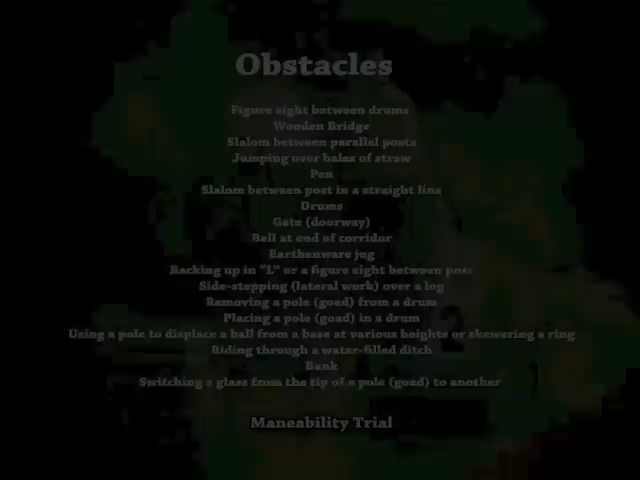 Obstacles
Figure eight between drums
Wooden Bridge
Slalom between parallel posts
Jumping over bales of straw
Pen
Slalom between post in a straight line
Drums
Gate (doorway)
Bell at end of corridor
Earthenware jug
Backing up in "L" or a figure eight between post
Side-stepping (lateral work) over a log
Removing a pole (goad) from a drum
Placing a pole (goad) in a drum
Using a pole to displace a ball from a base at various heights or skewering a ring
Riding through a water-filled ditch
Bank
Switching a glass from the tip of a pole (goad) to another
2
Maneability Trial